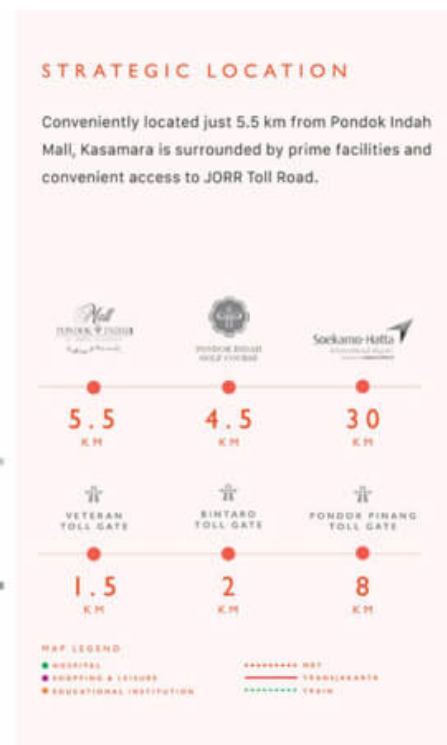 STRATEGIC LOCATION
Conveniently located just 5.5 km from Pondok Indah
Mall, Kasamara is surrounded by prime facilities and
convenient access to JORR Toll Road.
Mall
PONDOK INDAH
PONDOK INDAH
GOLF COURSE
Soekarno-Hatta
International Airport
5.5 4.5 30
KM KM KM
VETERAN BINTARO PONDOK PINANG
TOLL GATE TOLL GATE TOLL GATE
1.5 2 8
KM KM KM
MAP LEGEND
HOSPITAL MRT
SHOPPING & LEISURE TRANSJAKARTA
EDUCATIONAL INSTITUTION TRAIN